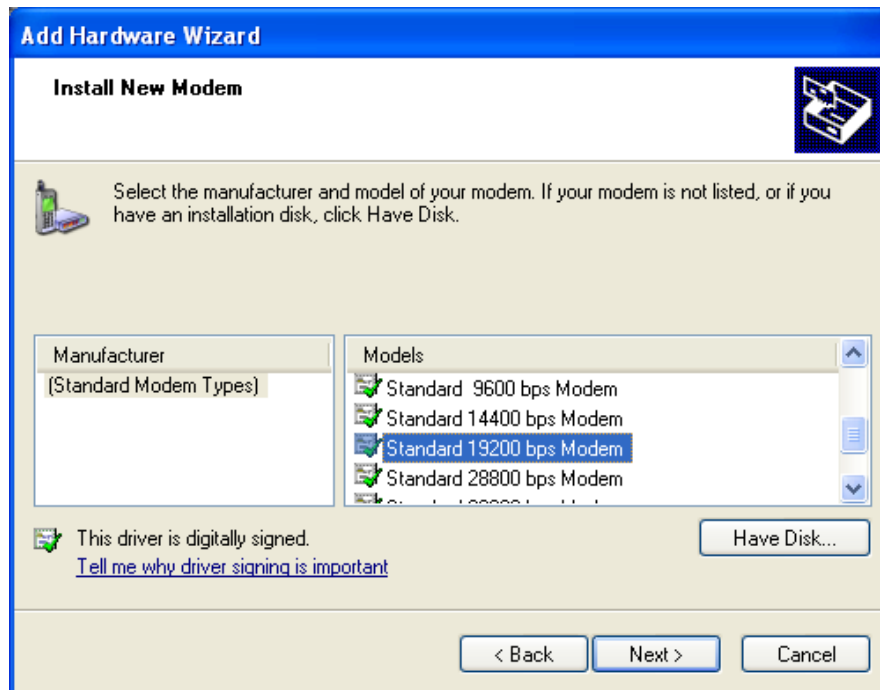 Add Hardware Wizard
Install New Modem
Select the manufacturer and model of your modem. If your modem is not listed, or if you
have an installation disk, click Have Disk.
Manufacturer
(Standard Modem Types)
Models
Standard  9600 bps Modem
Standard 14400 bps Modem
Standard 19200 bps Modem
Standard 28800 bps Modem
This driver is digitally signed.
Tell me why driver signing is important
Have Disk...
< Back
Next >
Cancel